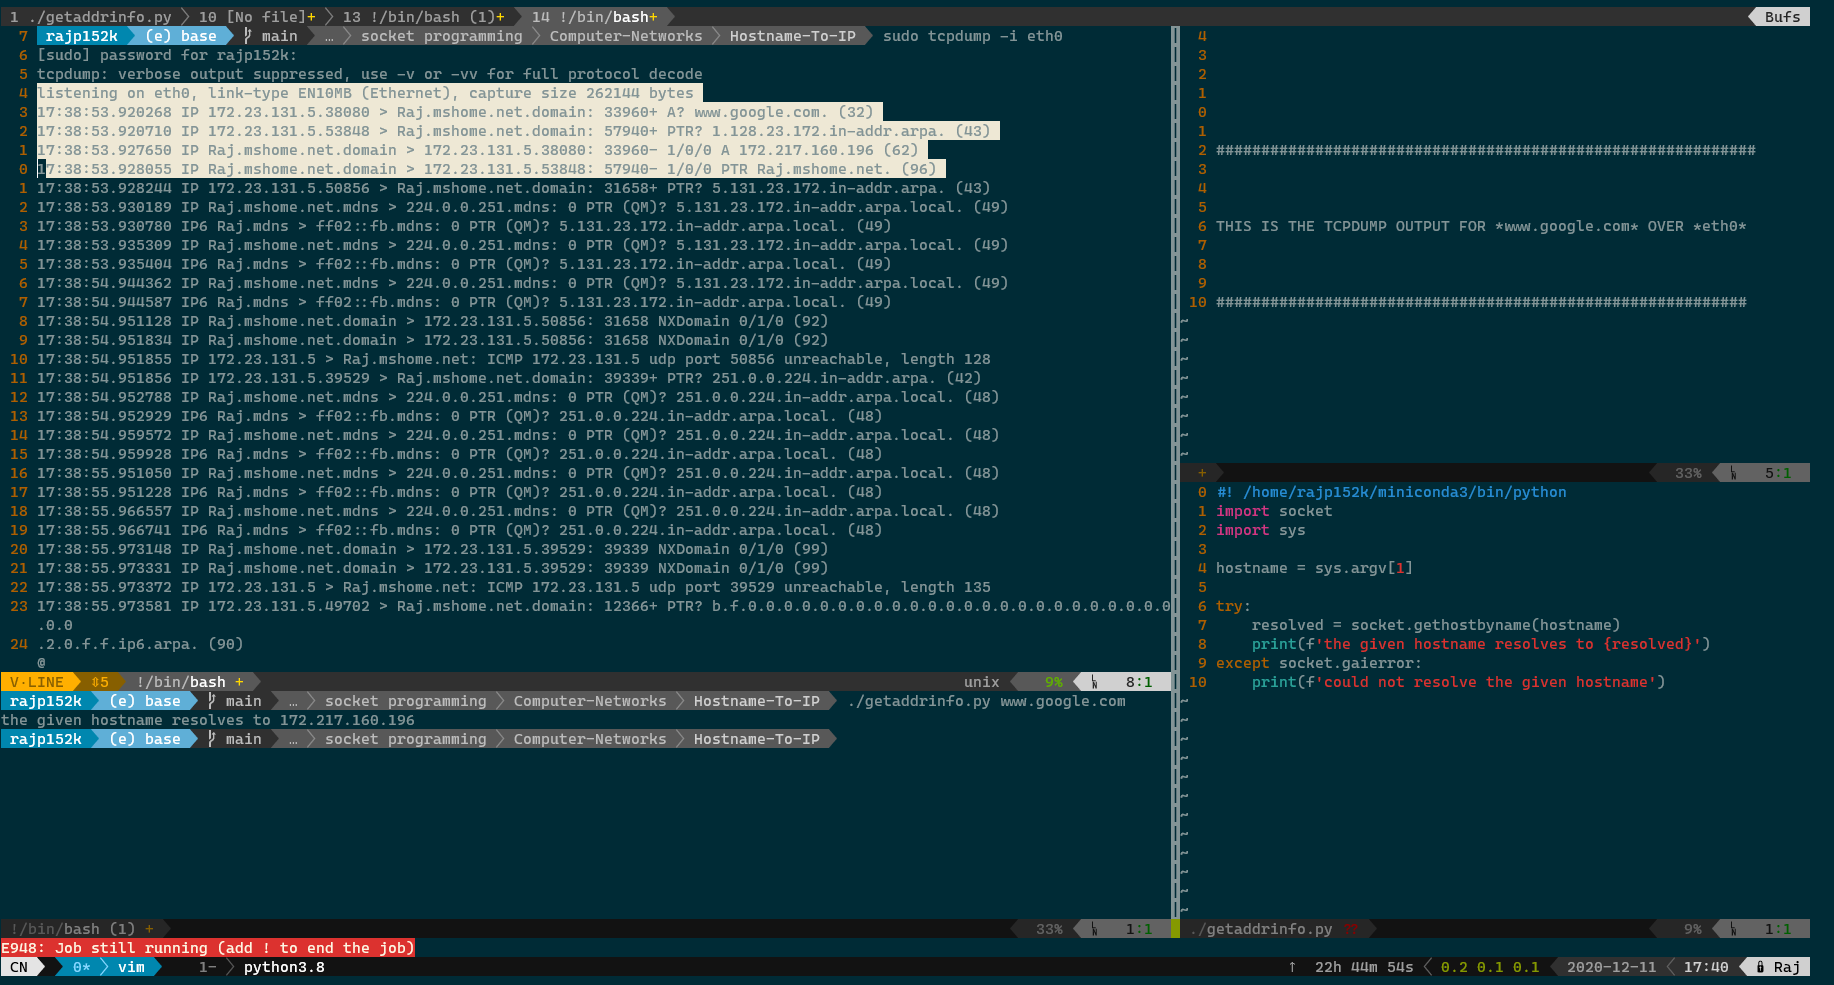 1 ./getaddrinfo.py 10 [No file]+ 13 !/bin/bash (1)+ 14 !/bin/bash+ Bufs
7 rajp152k (e) base main … socket programming Computer-Networks Hostname-To-IP sudo tcpdump -i eth0
6 [sudo] password for rajp152k:
5 tcpdump: verbose output suppressed, use -v or -vv for full protocol decode
4 listening on eth0, link-type EN10MB (Ethernet), capture size 262144 bytes
3 17:38:53.920268 IP 172.23.131.5.38080 > Raj.mshome.net.domain: 33960+ A? www.google.com. (32)
2 17:38:53.920710 IP 172.23.131.5.53848 > Raj.mshome.net.domain: 57940+ PTR? 1.128.23.172.in-addr.arpa. (43)
1 17:38:53.927650 IP Raj.mshome.net.domain > 172.23.131.5.38080: 33960- 1/0/0 A 172.217.160.196 (62)
0 17:38:53.928055 IP Raj.mshome.net.domain > 172.23.131.5.53848: 57940- 1/0/0 PTR Raj.mshome.net. (96)
1 17:38:53.928244 IP 172.23.131.5.50856 > Raj.mshome.net.domain: 31658+ PTR? 5.131.23.172.in-addr.arpa. (43)
2 17:38:53.930189 IP Raj.mshome.net.mdns > 224.0.0.251.mdns: 0 PTR (QM)? 5.131.23.172.in-addr.arpa.local. (49)
3 17:38:53.930780 IP6 Raj.mdns > ff02::fb.mdns: 0 PTR (QM)? 5.131.23.172.in-addr.arpa.local. (49)
4 17:38:53.935309 IP Raj.mshome.net.mdns > 224.0.0.251.mdns: 0 PTR (QM)? 5.131.23.172.in-addr.arpa.local. (49)
5 17:38:53.935404 IP6 Raj.mdns > ff02::fb.mdns: 0 PTR (QM)? 5.131.23.172.in-addr.arpa.local. (49)
6 17:38:54.944362 IP Raj.mshome.net.mdns > 224.0.0.251.mdns: 0 PTR (QM)? 5.131.23.172.in-addr.arpa.local. (49)
7 17:38:54.944587 IP6 Raj.mdns > ff02::fb.mdns: 0 PTR (QM)? 5.131.23.172.in-addr.arpa.local. (49)
8 17:38:54.951128 IP Raj.mshome.net.domain > 172.23.131.5.50856: 31658 NXDomain 0/1/0 (92)
9 17:38:54.951834 IP Raj.mshome.net.domain > 172.23.131.5.50856: 31658 NXDomain 0/1/0 (92)
10 17:38:54.951855 IP 172.23.131.5 > Raj.mshome.net: ICMP 172.23.131.5 udp port 50856 unreachable, length 128
11 17:38:54.951856 IP 172.23.131.5.39529 > Raj.mshome.net.domain: 39339+ PTR? 251.0.0.224.in-addr.arpa. (42)
12 17:38:54.952788 IP Raj.mshome.net.mdns > 224.0.0.251.mdns: 0 PTR (QM)? 251.0.0.224.in-addr.arpa.local. (48)
13 17:38:54.952929 IP6 Raj.mdns > ff02::fb.mdns: 0 PTR (QM)? 251.0.0.224.in-addr.arpa.local. (48)
14 17:38:54.959572 IP Raj.mshome.net.mdns > 224.0.0.251.mdns: 0 PTR (QM)? 251.0.0.224.in-addr.arpa.local. (48)
15 17:38:54.959928 IP6 Raj.mdns > ff02::fb.mdns: 0 PTR (QM)? 251.0.0.224.in-addr.arpa.local. (48)
16 17:38:55.951050 IP Raj.mshome.net.mdns > 224.0.0.251.mdns: 0 PTR (QM)? 251.0.0.224.in-addr.arpa.local. (48)
17 17:38:55.951228 IP6 Raj.mdns > ff02::fb.mdns: 0 PTR (QM)? 251.0.0.224.in-addr.arpa.local. (48)
18 17:38:55.966557 IP Raj.mshome.net.mdns > 224.0.0.251.mdns: 0 PTR (QM)? 251.0.0.224.in-addr.arpa.local. (48)
19 17:38:55.966741 IP6 Raj.mdns > ff02::fb.mdns: 0 PTR (QM)? 251.0.0.224.in-addr.arpa.local. (48)
20 17:38:55.973148 IP Raj.mshome.net.domain > 172.23.131.5.39529: 39339 NXDomain 0/1/0 (99)
21 17:38:55.973331 IP Raj.mshome.net.domain > 172.23.131.5.39529: 39339 NXDomain 0/1/0 (99)
22 17:38:55.973372 IP 172.23.131.5 > Raj.mshome.net: ICMP 172.23.131.5 udp port 39529 unreachable, length 135
23 17:38:55.973581 IP 172.23.131.5.49702 > Raj.mshome.net.domain: 12366+ PTR? b.f.0.0.0.0.0.0.0.0.0.0.0.0.0.0.0.0.0.0.0.0.0.0.0.0
.0.0
24 .2.0.f.f.ip6.arpa. (90)
@
V·LINE ⇕5 !/bin/bash + unix 9% 8:1
rajp152k (e) base main … socket programming Computer-Networks Hostname-To-IP ./getaddrinfo.py www.google.com
the given hostname resolves to 172.217.160.196
rajp152k (e) base main … socket programming Computer-Networks Hostname-To-IP
!/bin/bash (1) + 33% 1:1
4
3
2
1
0
1
2 ############################################################
3
4
5
6 THIS IS THE TCPDUMP OUTPUT FOR *www.google.com* OVER *eth0*
7
8
9
10 ###########################################################
~
~
~
~
~
~
~
~
+ 33% 5:1
0 #! /home/rajp152k/miniconda3/bin/python
1 import socket
2 import sys
3
4 hostname = sys.argv[1]
5
6 try:
7 resolved = socket.gethostbyname(hostname)
8 print(f'the given hostname resolves to {resolved}')
9 except socket.gaierror:
10 print(f'could not resolve the given hostname')
~
~
~
~
~
~
~
~
~
~
~
~
./getaddrinfo.py ?? 9% 1:1
E948: Job still running (add ! to end the job)
CN 0* vim 1- python3.8 ↑ 22h 44m 54s 0.2 0.1 0.1 2020-12-11 17:40 Raj